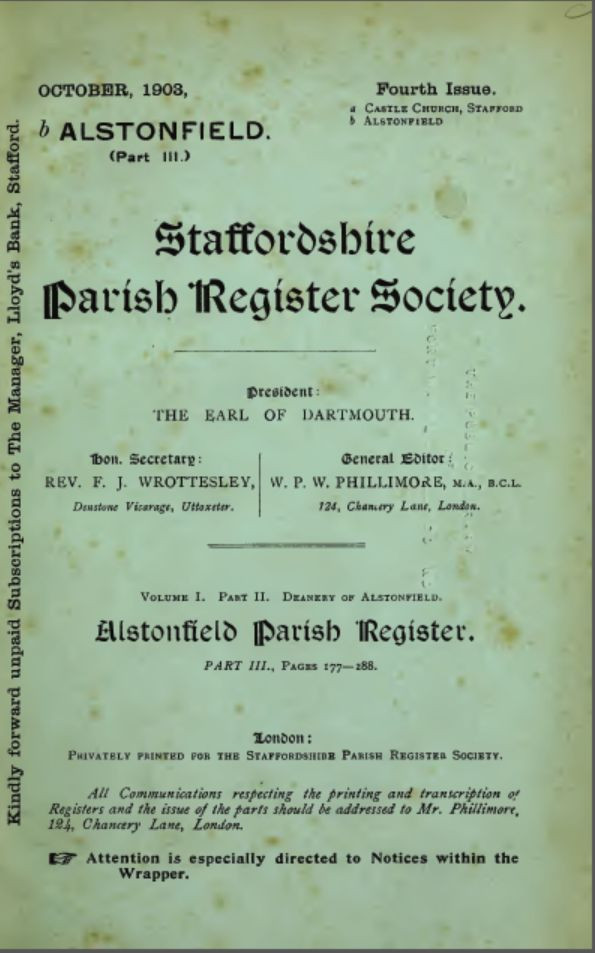 OCTOBER, 1903,
b ALSTONFIELD.
(Part III.)
Fourth Issue.
a CASTLE CHURCH, STAFFORD
b ALSTONFIELD
Staffordshire
Parish Register Society.
President:
THE EARL OF DARTMOUTH.
Hon. Secretary:
REV. F. J. WROTTESLEY,
Denstone Vicarage, Uttoxeter.
General Editor:
W. P. W. PHILLIMORE, M.A., B.C.L.
124, Chancery Lane, London.
VOLUME I. PART II. DEANERY OF ALSTONFIELD.
Alstonfield Parish Register.
PART III., PAGES 177—288.
London:
PRIVATELY PRINTED FOR THE STAFFORDSHIRE PARISH REGISTER SOCIETY.
All Communications respecting the printing and transcription of
Registers and the issue of the parts should be addressed to Mr. Phillimore,
124, Chancery Lane, London.
☞ Attention is especially directed to Notices within the
Wrapper.
Kindly forward unpaid Subscriptions to The Manager, Lloyd's Bank, Stafford.